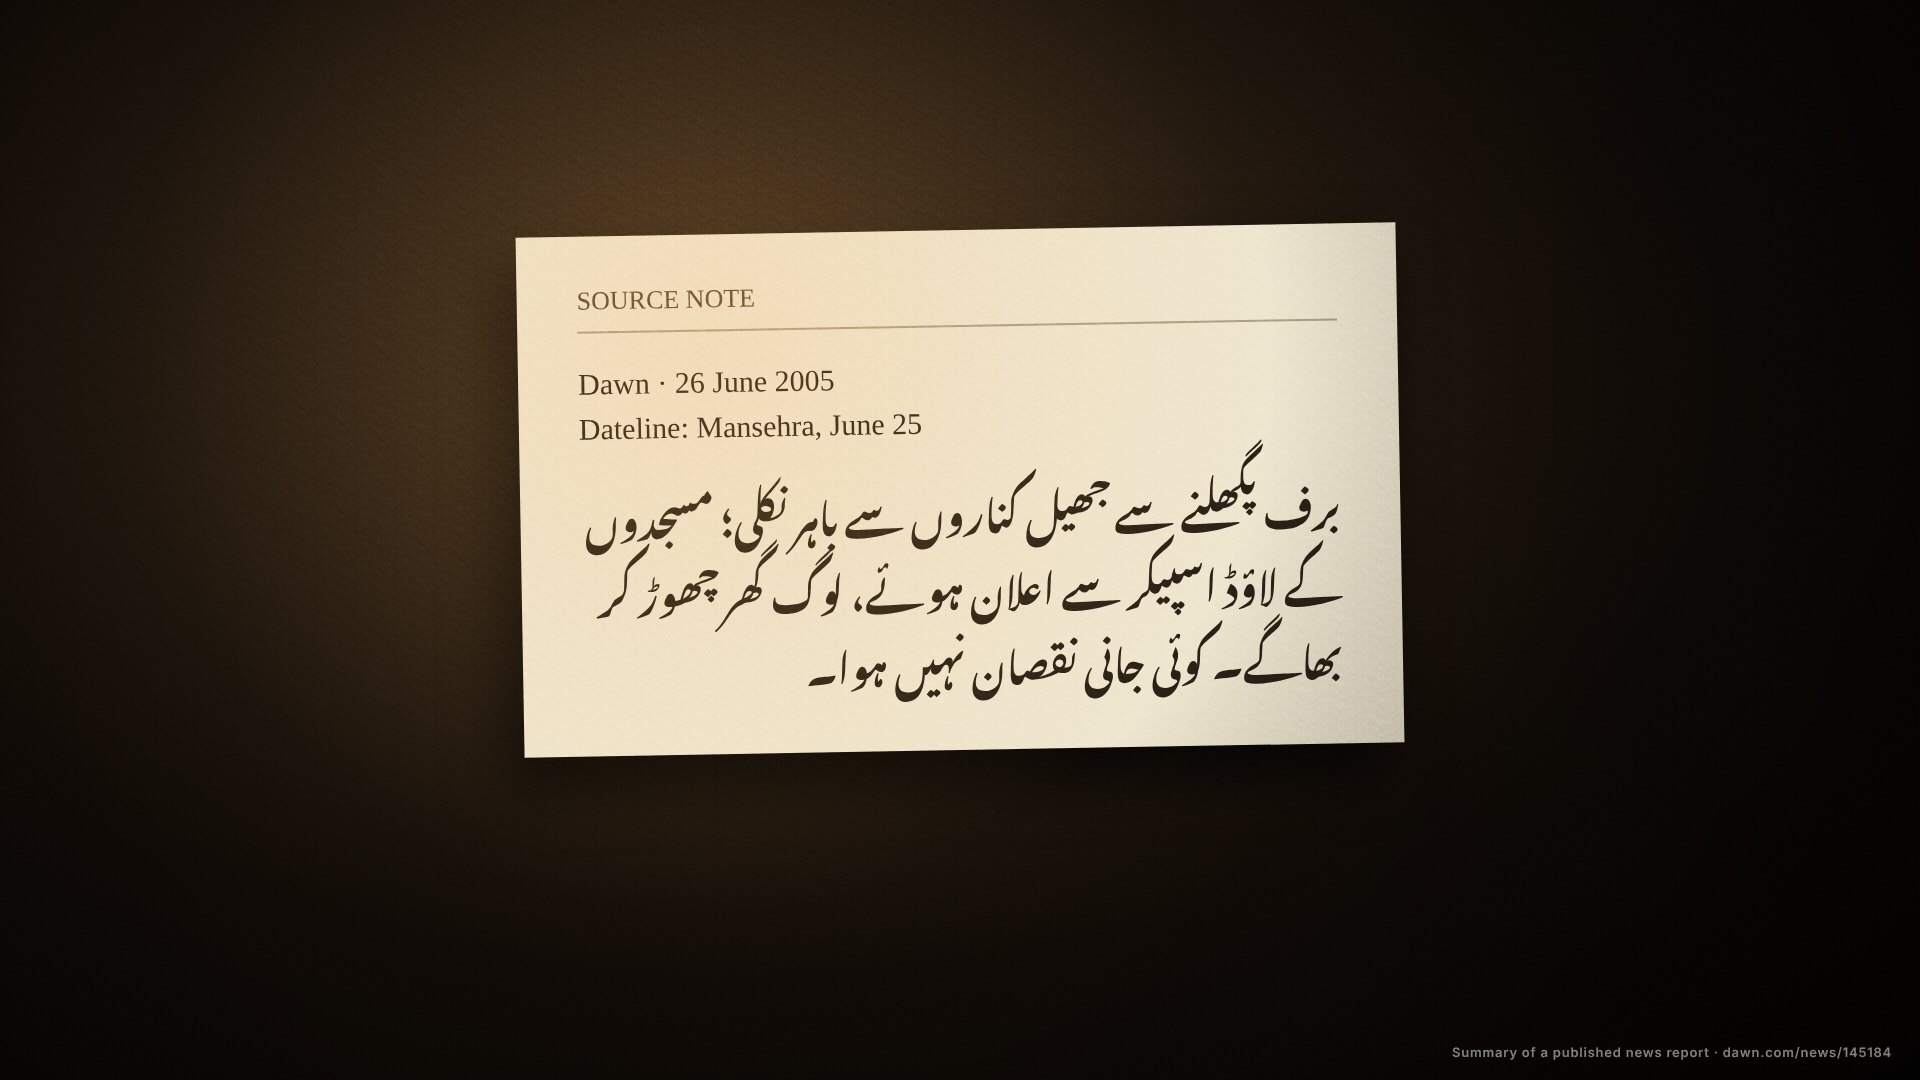 SOURCE NOTE
Dawn · 26 June 2005
Dateline: Mansehra, June 25
برف پگھلنے سے جھیل کناروں سے باہر نکلی؛ مسجدوں
کے لاؤڈ اسپیکر سے اعلان ہوئے، لوگ گھر چھوڑ کر
بھاگے۔ کوئی جانی نقصان نہیں ہوا۔
Summary of a published news report · dawn.com/news/145184